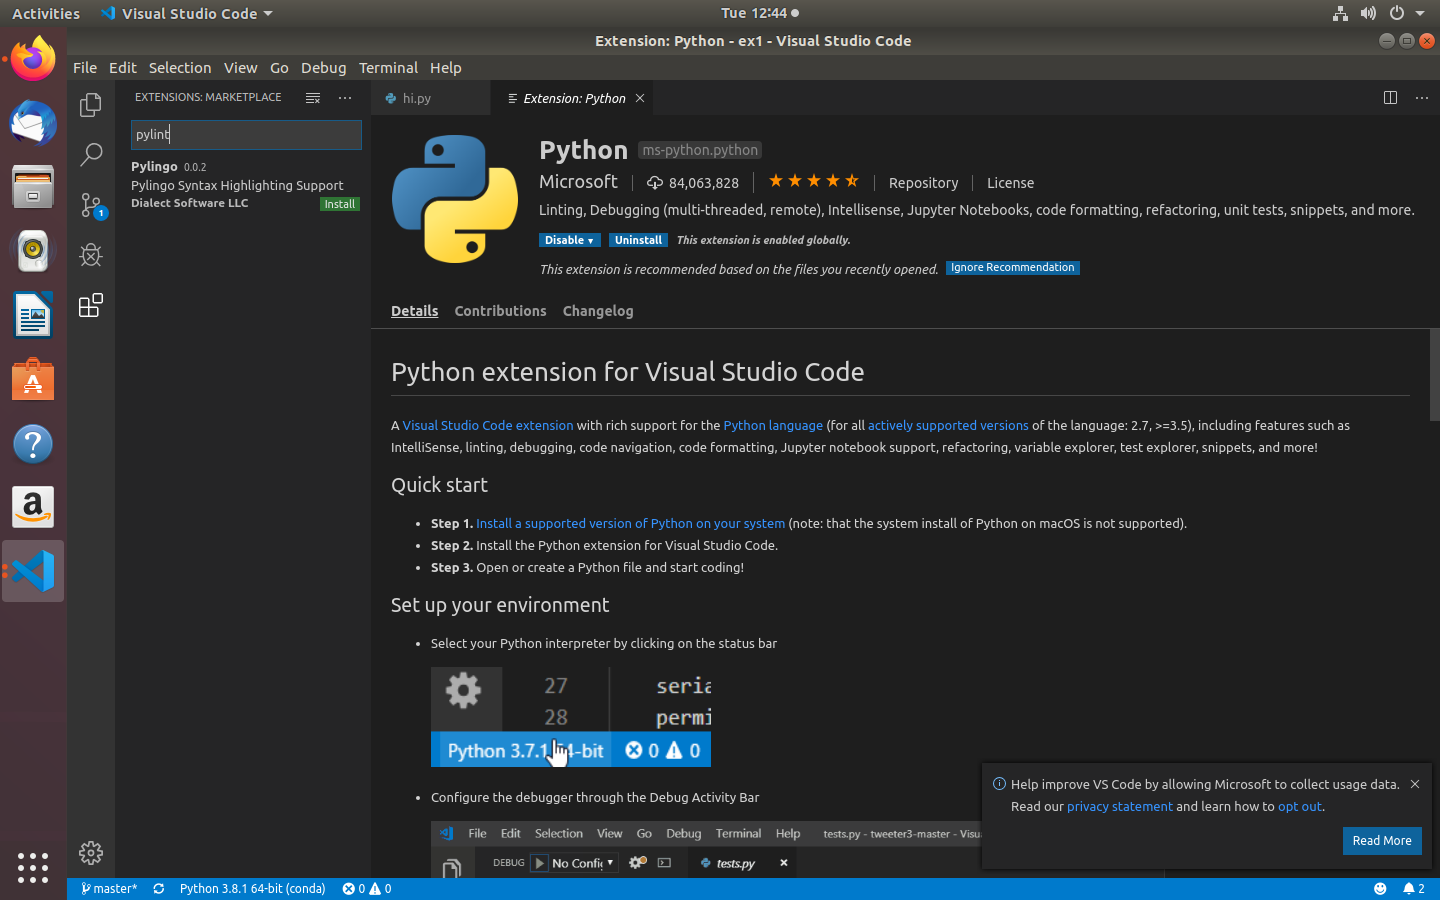 Activities Visual Studio Code Tue 12:44
Extension: Python - ex1 - Visual Studio Code
File Edit Selection View Go Debug Terminal Help
EXTENSIONS: MARKETPLACE
pylint
Pylingo 0.0.2
Pylingo Syntax Highlighting Support
Dialect Software LLC Install
1
hi.py Extension: Python
Python ms-python.python
Microsoft 84,063,828 Repository License
Linting, Debugging (multi-threaded, remote), Intellisense, Jupyter Notebooks, code formatting, refactoring, unit tests, snippets, and more.
Disable Uninstall This extension is enabled globally.
This extension is recommended based on the files you recently opened. Ignore Recommendation
Details Contributions Changelog
Python extension for Visual Studio Code
A Visual Studio Code extension with rich support for the Python language (for all actively supported versions of the language: 2.7, >=3.5), including features such as
IntelliSense, linting, debugging, code navigation, code formatting, Jupyter notebook support, refactoring, variable explorer, test explorer, snippets, and more!
Quick start
• Step 1. Install a supported version of Python on your system (note: that the system install of Python on macOS is not supported).
• Step 2. Install the Python extension for Visual Studio Code.
• Step 3. Open or create a Python file and start coding!
Set up your environment
• Select your Python interpreter by clicking on the status bar
27 seria
28 permi
Python 3.7.1 64-bit 0 0
• Configure the debugger through the Debug Activity Bar
File Edit Selection View Go Debug Terminal Help tests.py - tweeter3-master - Visu
DEBUG No Config tests.py
Help improve VS Code by allowing Microsoft to collect usage data.
Read our privacy statement and learn how to opt out.
Read More
master* Python 3.8.1 64-bit (conda) 0 0 2